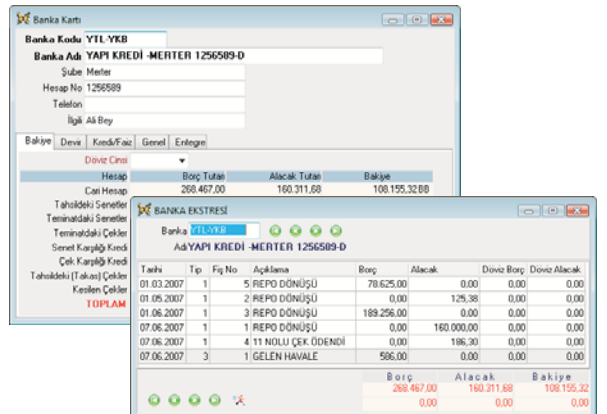 Banka Kartı
Banka Kodu YTL-YKB
Banka Adı YAPI KREDİ -MERTER 1256589-D
Şube Merter
Hesap No 1256589
Telefon
İlgili Ali Bey
Bakiye Devir Kredi/Faiz Genel Entegre
Döviz Cinsi
Hesap Borç Tutarı Alacak Tutarı Bakiye
Cari Hesap 268.467,00 160.311,68 108.155,32 BB
Tahsildeki Senetler
Teminatdaki Senetler
Teminatdaki Çekler
Senet Karşılığı Kredi
Çek Karşılığı Kredi
Tahsildeki (Takas) Çekler
Kesilen Çekler
TOPLAM
BANKA EKSTRESİ
Banka YTL-YKB
Adı YAPI KREDİ -MERTER 1256589-D
Tarihi Tip Fiş No Açıklama Borç Alacak Döviz Borç Döviz Alacak
01.03.2007 1 5 REPO DÖNÜŞÜ 78.625,00 0,00 0,00 0,00
01.05.2007 1 2 REPO DÖNÜŞÜ 0,00 125,38 0,00 0,00
01.06.2007 1 3 REPO DÖNÜŞÜ 189.256,00 0,00 0,00 0,00
07.06.2007 1 1 REPO DÖNÜŞÜ 0,00 160.000,00 0,00 0,00
07.06.2007 1 4 11 NOLU ÇEK ÖDENDİ 0,00 186,30 0,00 0,00
07.06.2007 3 1 GELEN HAVALE 586,00 0,00 0,00 0,00
Borç Alacak Bakiye
268.467,00 160.311,68 108.155,32
0,00 0,00 0,00